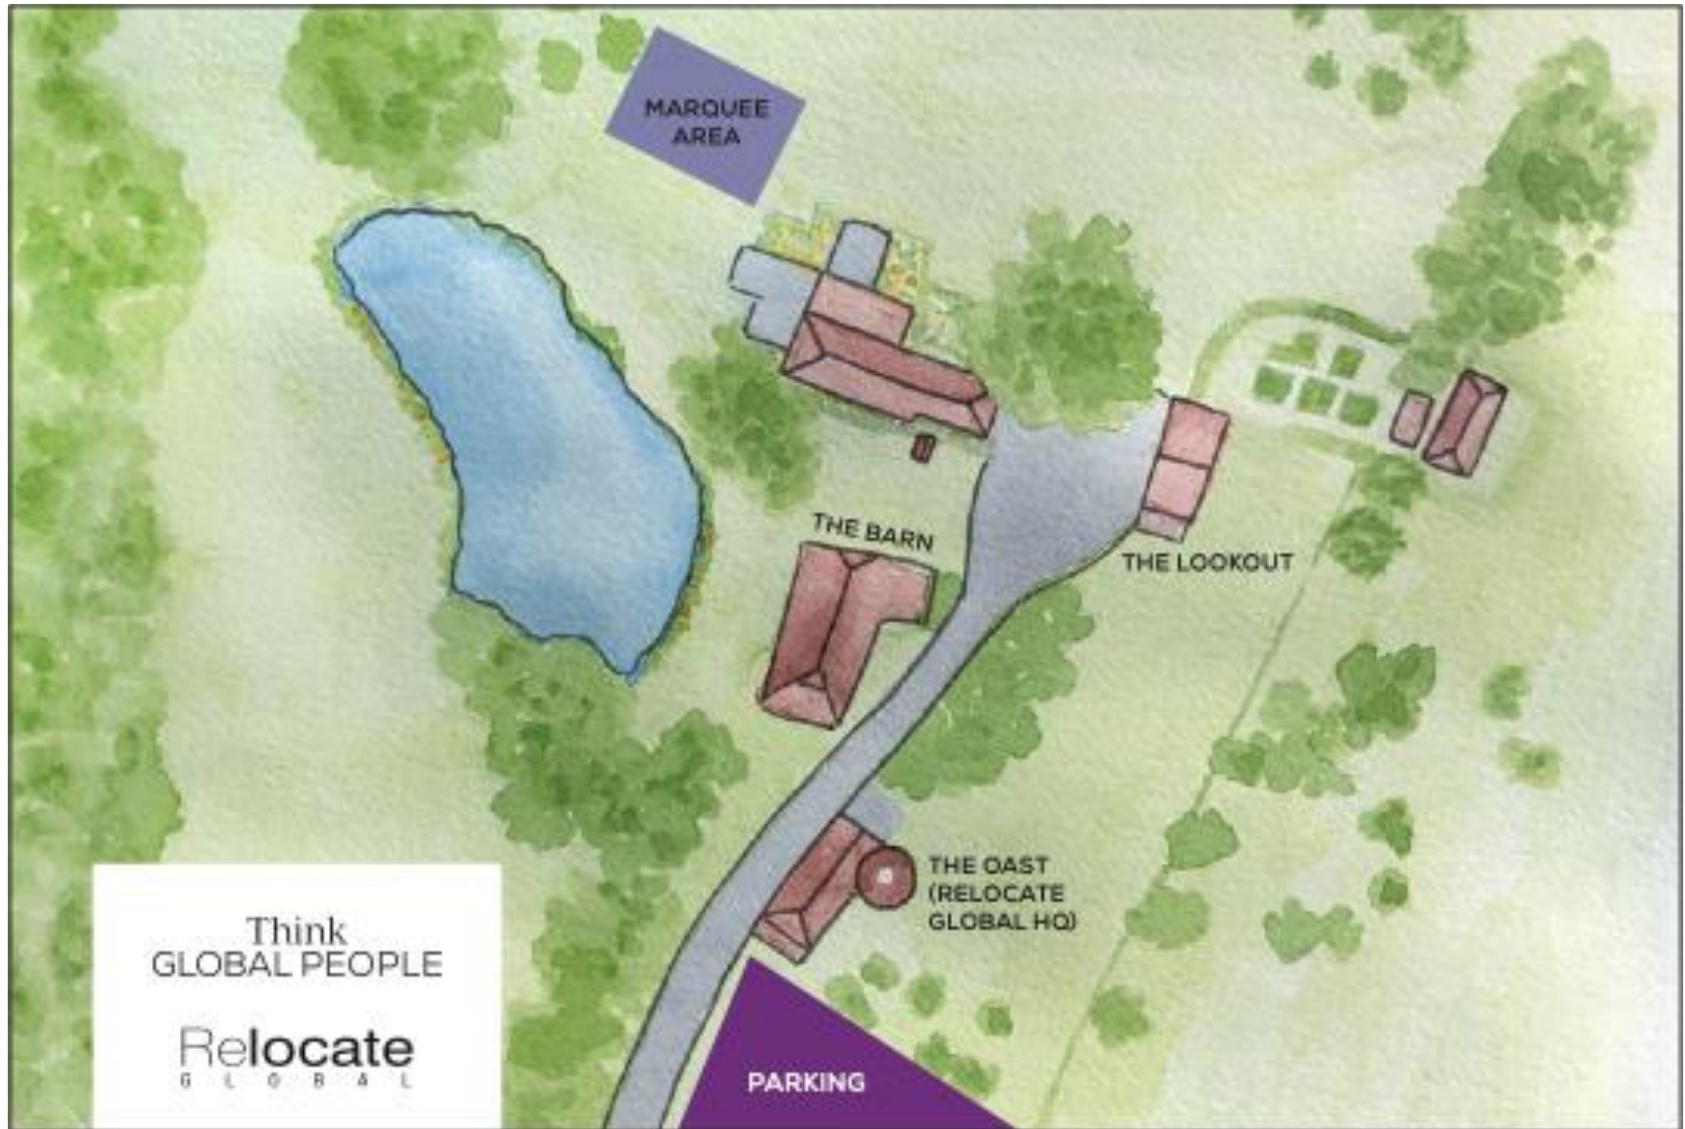 MARQUEE
AREA
THE BARN
THE LOOKOUT
THE OAST
(RELOCATE
GLOBAL HQ)
Think
GLOBAL PEOPLE
Relocate
GLOBAL
PARKING